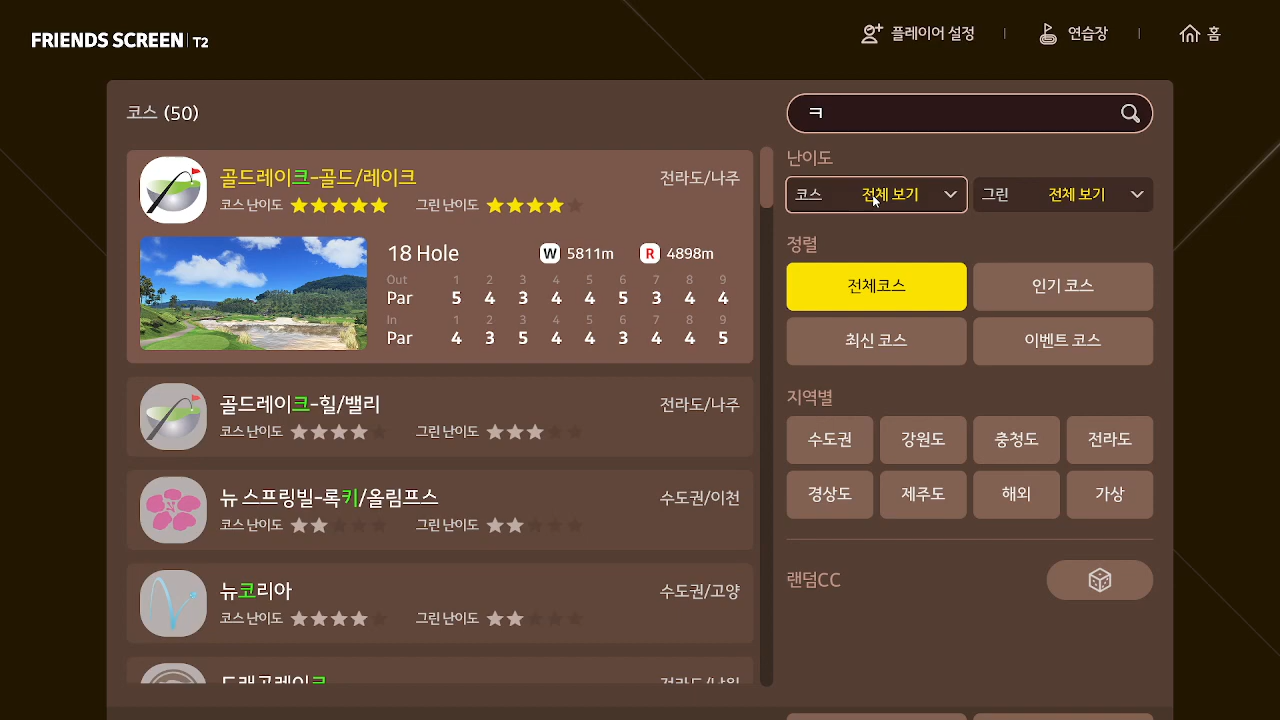 FRIENDS SCREEN T2
플레이어 설정
연습장
홈
코스 (50)
ㅋ
골드레이크-골드/레이크
전라도/나주
코스 난이도
그린 난이도
18 Hole
W 5811m
R 4898m
Out 1 2 3 4 5 6 7 8 9
Par 5 4 3 4 4 5 3 4 4
In 1 2 3 4 5 6 7 8 9
Par 4 3 5 4 4 3 4 4 5
골드레이크-힐/밸리
전라도/나주
코스 난이도
그린 난이도
뉴 스프링빌-록키/올림푸스
수도권/이천
코스 난이도
그린 난이도
뉴코리아
수도권/고양
코스 난이도
그린 난이도
난이도
코스 전체 보기
그린 전체 보기
정렬
전체코스
인기 코스
최신 코스
이벤트 코스
지역별
수도권
강원도
충청도
전라도
경상도
제주도
해외
가상
랜덤CC